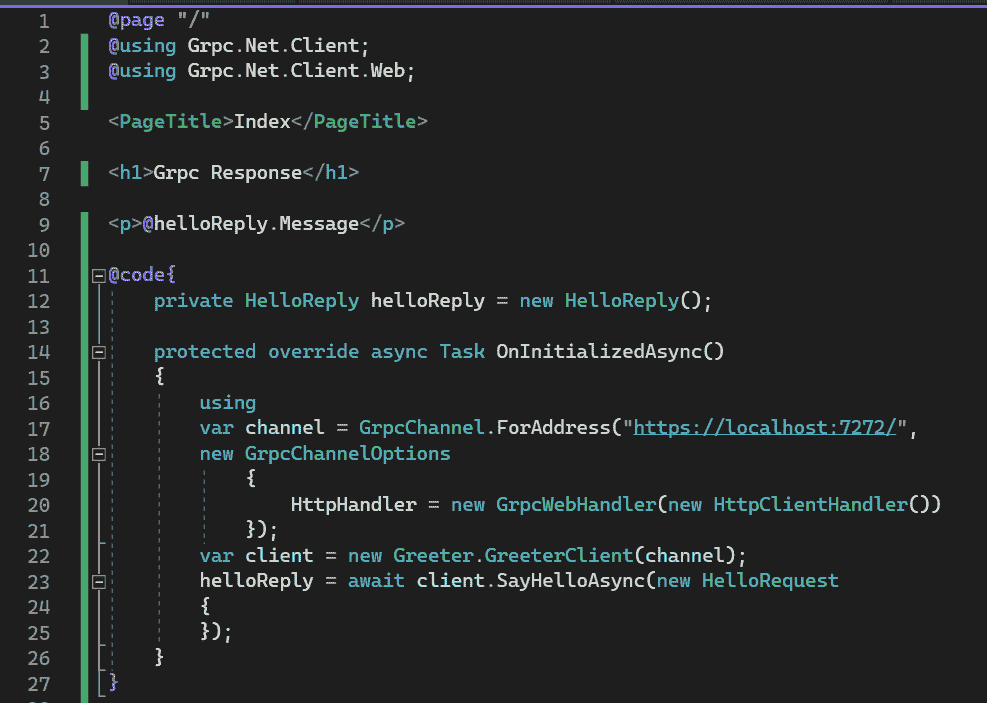 1 @page "/"
2 @using Grpc.Net.Client;
3 @using Grpc.Net.Client.Web;
4
5 <PageTitle>Index</PageTitle>
6
7 <h1>Grpc Response</h1>
8
9 <p>@helloReply.Message</p>
10
11 @code{
12     private HelloReply helloReply = new HelloReply();
13
14     protected override async Task OnInitializedAsync()
15     {
16         using
17         var channel = GrpcChannel.ForAddress("https://localhost:7272/",
18         new GrpcChannelOptions
19             {
20                 HttpHandler = new GrpcWebHandler(new HttpClientHandler())
21             });
22         var client = new Greeter.GreeterClient(channel);
23         helloReply = await client.SayHelloAsync(new HelloRequest
24         {
25         });
26     }
27 }